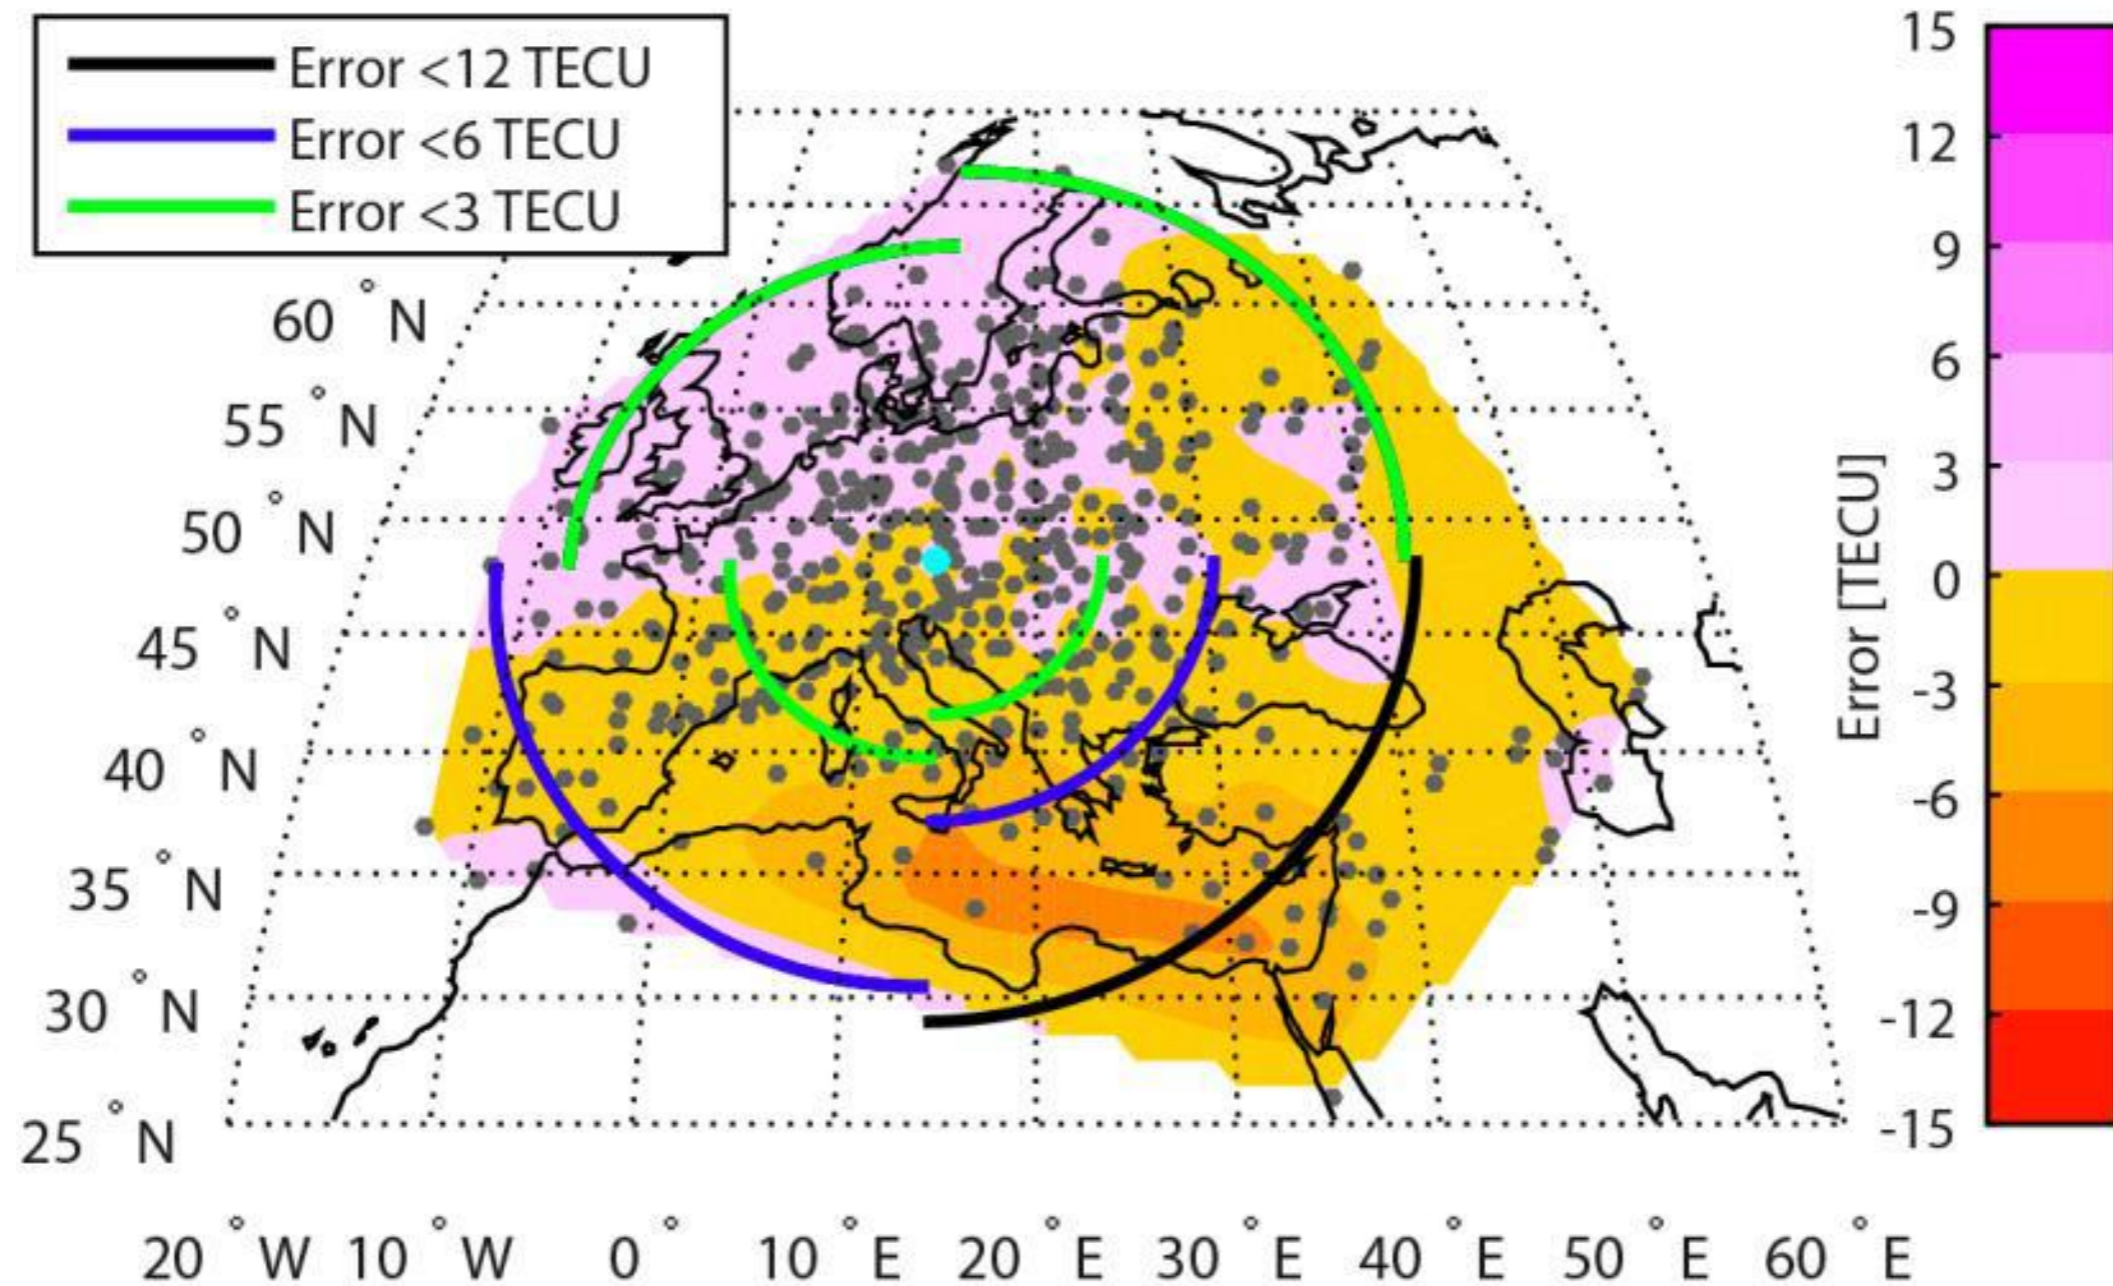 Error <12 TECU
Error <6 TECU
Error <3 TECU
60 ° N
55 ° N
50 ° N
45 ° N
40 ° N
35 ° N
30 ° N
25 ° N
20 ° W 10 ° W 0 ° 10 ° E 20 ° E 30 ° E 40 ° E 50 ° E 60 ° E
15
12
9
6
3
0
-3
-6
-9
-12
-15
Error [TECU]